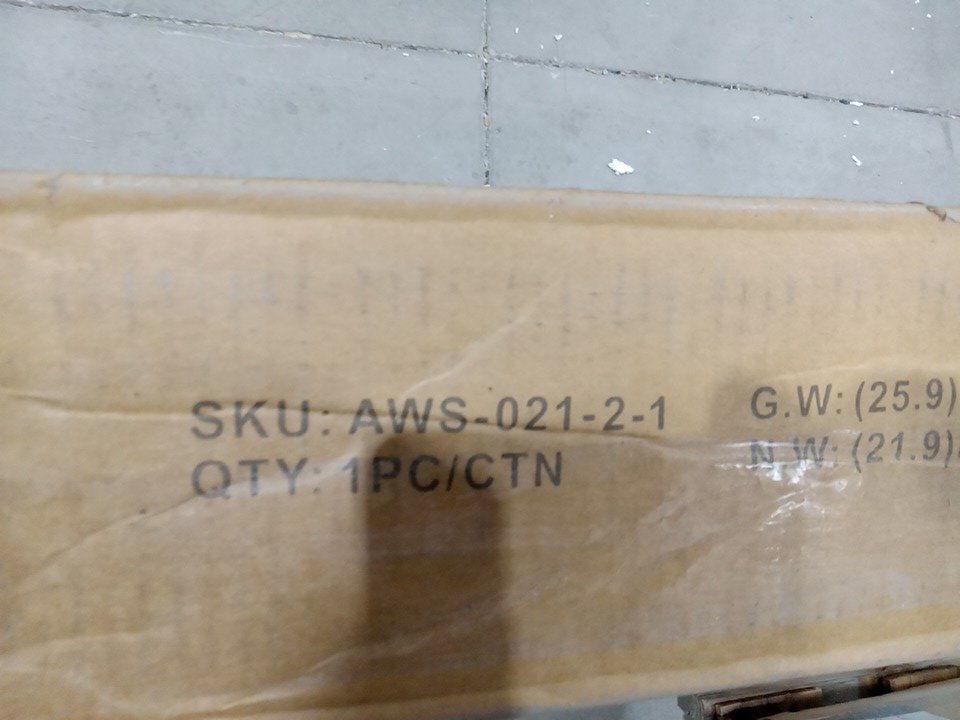 SKU: AWS-021-2-1
QTY: 1PC/CTN
G.W: (25.9)
N.W: (21.9)